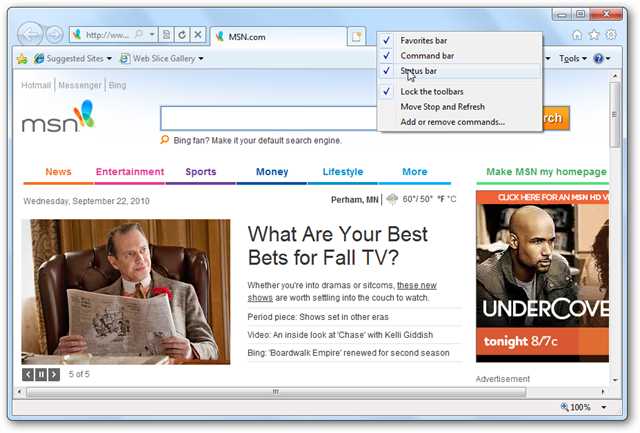 http://www...
MSN.com
Favorites bar
Command bar
Status bar
Lock the toolbars
Move Stop and Refresh
Add or remove commands...
Suggested Sites
Web Slice Gallery
Tools
Hotmail | Messenger | Bing
msn
rch
Bing fan? Make it your default search engine.
News
Entertainment
Sports
Money
Lifestyle
More
Make MSN my homepage
Wednesday, September 22, 2010
Perham, MN | 60°/ 50° °F °C
CLICK HERE FOR AN MSN HD V
What Are Your Best
Bets for Fall TV?
Whether you're into dramas or sitcoms, these new
shows are worth settling into the couch to watch.
Period piece: Shows set in other eras
Video: An inside look at 'Chase' with Kelli Giddish
Bing: 'Boardwalk Empire' renewed for second season
UNDERCOVE
tonight 8/7c
5 of 5
Advertisement
100%